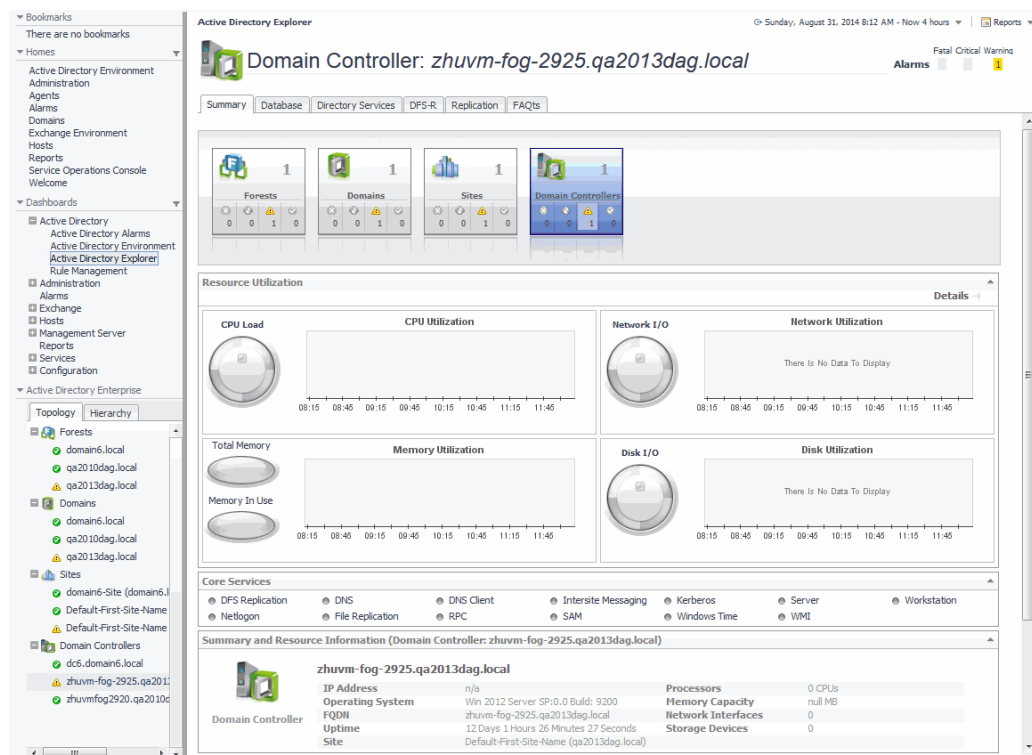 Bookmarks
There are no bookmarks
Homes
Active Directory Environment
Administration
Agents
Alarms
Domains
Exchange Environment
Hosts
Reports
Service Operations Console
Welcome
Dashboards
Active Directory
Active Directory Alarms
Active Directory Environment
Active Directory Explorer
Rule Management
Administration
Alarms
Exchange
Hosts
Management Server
Reports
Services
Configuration
Active Directory Enterprise
Topology Hierarchy
Forests
domain6.local
qa2010dag.local
qa2013dag.local
Domains
domain6.local
qa2010dag.local
qa2013dag.local
Sites
domain6-Site (domain6.l
Default-First-Site-Name
Default-First-Site-Name
Domain Controllers
dc6.domain6.local
zhuvm-fog-2925.qa201
zhuvmfog2920.qa2010d
Active Directory Explorer
Sunday, August 31, 2014 8:12 AM - Now 4 hours Reports
Domain Controller: zhuvm-fog-2925.qa2013dag.local
Fatal Critical Warning
Alarms 1
Summary Database Directory Services DFS-R Replication FAQts
1 1 1 1
Forests Domains Sites Domain Controllers
0 0 1 0 0 0 1 0 0 0 1 0 0 0 1 0
Resource Utilization
Details
CPU Load CPU Utilization
08:15 08:45 09:15 09:45 10:15 10:45 11:15 11:45
Network I/O Network Utilization
There Is No Data To Display
08:15 08:45 09:15 09:45 10:15 10:45 11:15 11:45
Total Memory Memory Utilization
Memory In Use
08:15 08:45 09:15 09:45 10:15 10:45 11:15 11:45
Disk I/O Disk Utilization
There Is No Data To Display
08:15 08:45 09:15 09:45 10:15 10:45 11:15 11:45
Core Services
DFS Replication DNS DNS Client Intersite Messaging Kerberos Server Workstation
Netlogon File Replication RPC SAM Windows Time WMI
Summary and Resource Information (Domain Controller: zhuvm-fog-2925.qa2013dag.local)
zhuvm-fog-2925.qa2013dag.local
Domain Controller
IP Address n/a Processors 0 CPUs
Operating System Win 2012 Server SP:0.0 Build: 9200 Memory Capacity null MB
FQDN zhuvm-fog-2925.qa2013dag.local Network Interfaces 0
Uptime 12 Days 1 Hours 26 Minutes 27 Seconds Storage Devices 0
Site Default-First-Site-Name (qa2013dag.local)